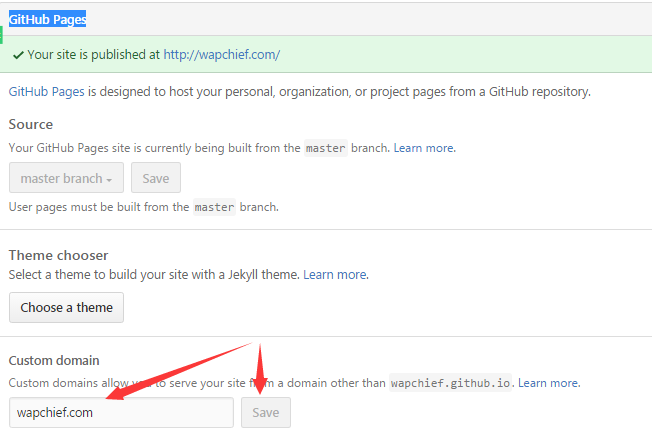 GitHub Pages
Your site is published at http://wapchief.com/
GitHub Pages is designed to host your personal, organization, or project pages from a GitHub repository.
Source
Your GitHub Pages site is currently being built from the master branch. Learn more.
master branch Save
User pages must be built from the master branch.
Theme chooser
Select a theme to build your site with a Jekyll theme. Learn more.
Choose a theme
Custom domain
Custom domains allow you to serve your site from a domain other than wapchief.github.io. Learn more.
wapchief.com Save